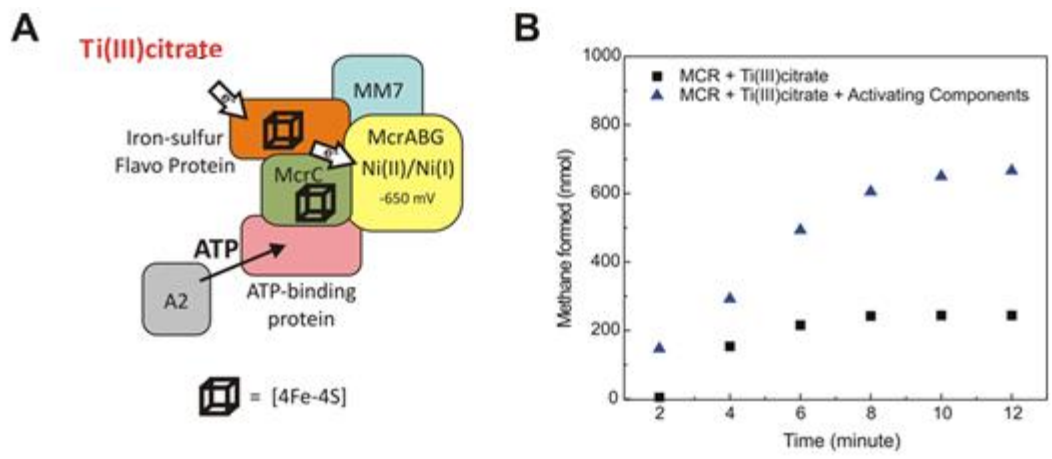 A
Ti(III)citrate
e-
MM7
Iron-sulfur
Flavo Protein
McrABG
Ni(II)/Ni(I)
-650 mV
e-
McrC
ATP
A2
ATP-binding
protein
= [4Fe-4S]
B
MCR + Ti(III)citrate
MCR + Ti(III)citrate + Activating Components
Methane formed (nmol)
1000
800
600
400
200
0
2 4 6 8 10 12
Time (minute)